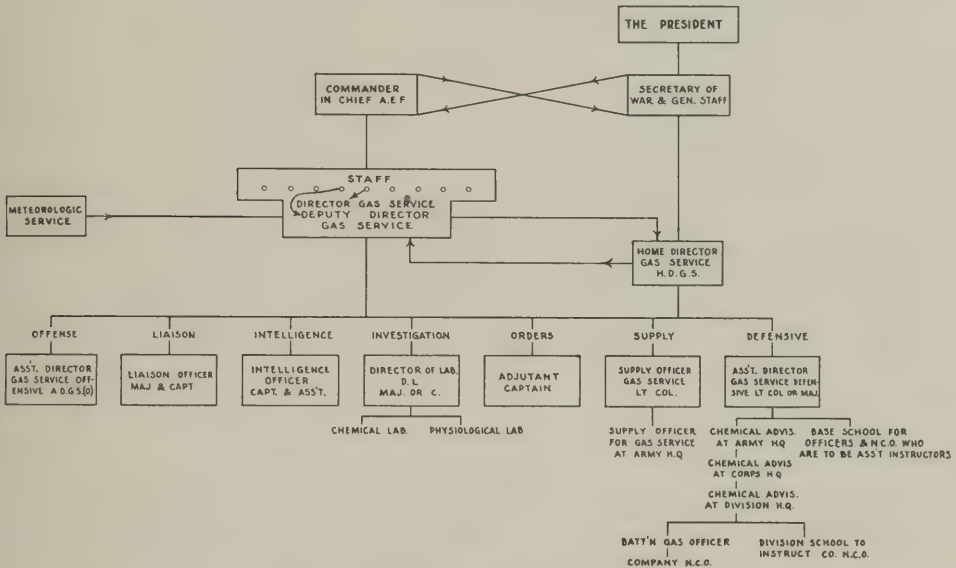 THE PRESIDENT
COMMANDER
IN CHIEF A.E.F
SECRETARY OF
WAR & GEN. STAFF
STAFF
DIRECTOR GAS SERVICE
DEPUTY DIRECTOR
GAS SERVICE
METEOROLOGIC
SERVICE
HOME DIRECTOR
GAS SERVICE
H.D.G.S.
OFFENSE
LIAISON
INTELLIGENCE
INVESTIGATION
ORDERS
SUPPLY
DEFENSIVE
ASS'T. DIRECTOR
GAS SERVICE OFF-
ENSIVE A D.G.S.(O)
LIAISON OFFICER
MAJ & CAPT
INTELLIGENCE
OFFICER
CAPT. & ASS'T.
DIRECTOR OF LAB.
D. L
MAJ. OR C.
ADJUTANT
CAPTAIN
SUPPLY OFFICER
GAS SERVICE
LT COL.
ASS'T. DIRECTOR
GAS SERVICE DEFEN-
SIVE LT COL OR MAJ.
CHEMICAL LAB.
PHYSIOLOGICAL LAB
SUPPLY OFFICER
FOR GAS SERVICE
AT ARMY H.Q
CHEMICAL ADVIS.
AT ARMY HQ
BASE SCHOOL FOR
OFFICERS & N.C.O. WHO
ARE TO BE ASS'T INSTRUCTORS
CHEMICAL ADVIS
AT CORPS H Q
CHEMICAL ADVIS.
AT DIVISION H.Q.
BATT'N GAS OFFICER
COMPANY N.C.O.
DIVISION SCHOOL TO
INSTRUCT CO. N.C.O.